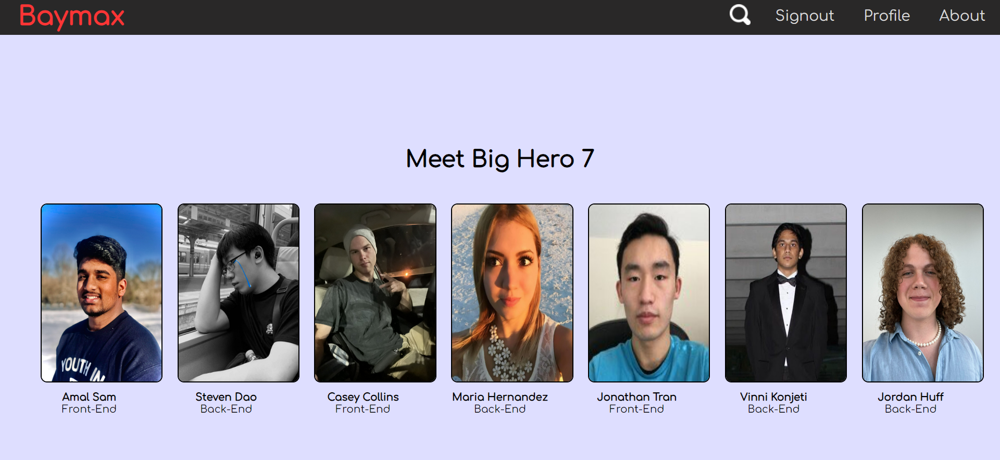 Baymax
Signout Profile About
Meet Big Hero 7
YOUTH IN
Amal Sam
Front-End
Steven Dao
Back-End
Casey Collins
Front-End
Maria Hernandez
Back-End
Jonathan Tran
Front-End
Vinni Konjeti
Back-End
Jordan Huff
Back-End